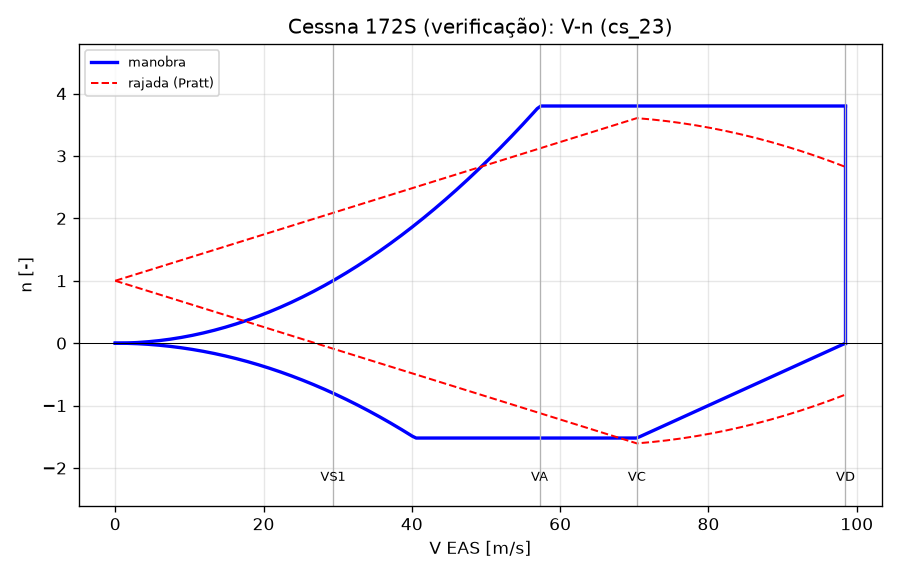 Cessna 172S (verificação): V-n (cs_23)
manobra
rajada (Pratt)
4
3
2
1
0
−1
−2
n [-]
VS1
VA
VC
VD
0
20
40
60
80
100
V EAS [m/s]